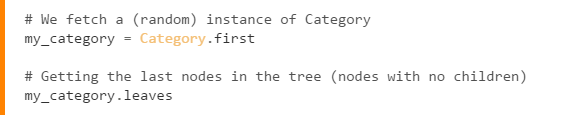 # We fetch a (random) instance of Category
my_category = Category.first
# Getting the last nodes in the tree (nodes with no children)
my_category.leaves